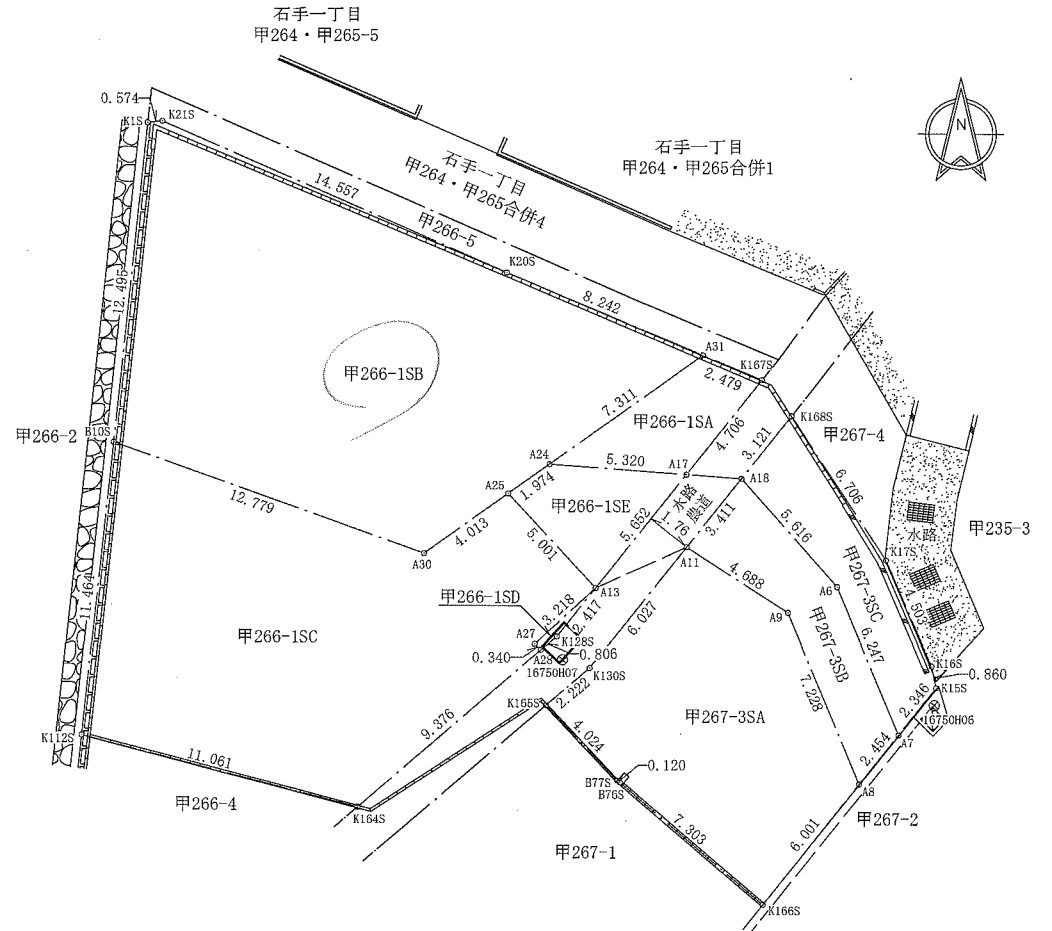 石手一丁目
甲264・甲265-5
0.574
K1S
K21S
N
石手一丁目
甲264・甲265合併1
石手一丁目
甲264・甲265合併4
14.557
甲266-5
K20S
8.242
12.495
A31
K167S
2.479
甲266-1SB
7.311
甲266-1SA
K168S
甲267-4
甲266-2
B10S
4.706
3.121
A24
5.320
A17
A18
6.706
1.974
A25
水路
農道
甲266-1SE
3.411
甲235-3
水路
12.779
4.013
5.652
1.76
5.616
K17S
A30
5.001
A11
甲267-3SC
4.688
A6
4.503
11.464
甲266-1SD
A13
A9
甲267-3SB
6.247
3.218
2.417
6.027
甲266-1SC
A27
K128S
K16S
0.340
A28
0.806
0.860
16750H07
K130S
7.228
K15S
2.346
K165S
2.222
甲267-3SA
16750H06
K112S
9.376
4.024
A7
2.454
11.061
0.120
B77S
B76S
A8
甲266-4
K164S
甲267-2
7.303
甲267-1
6.001
K166S